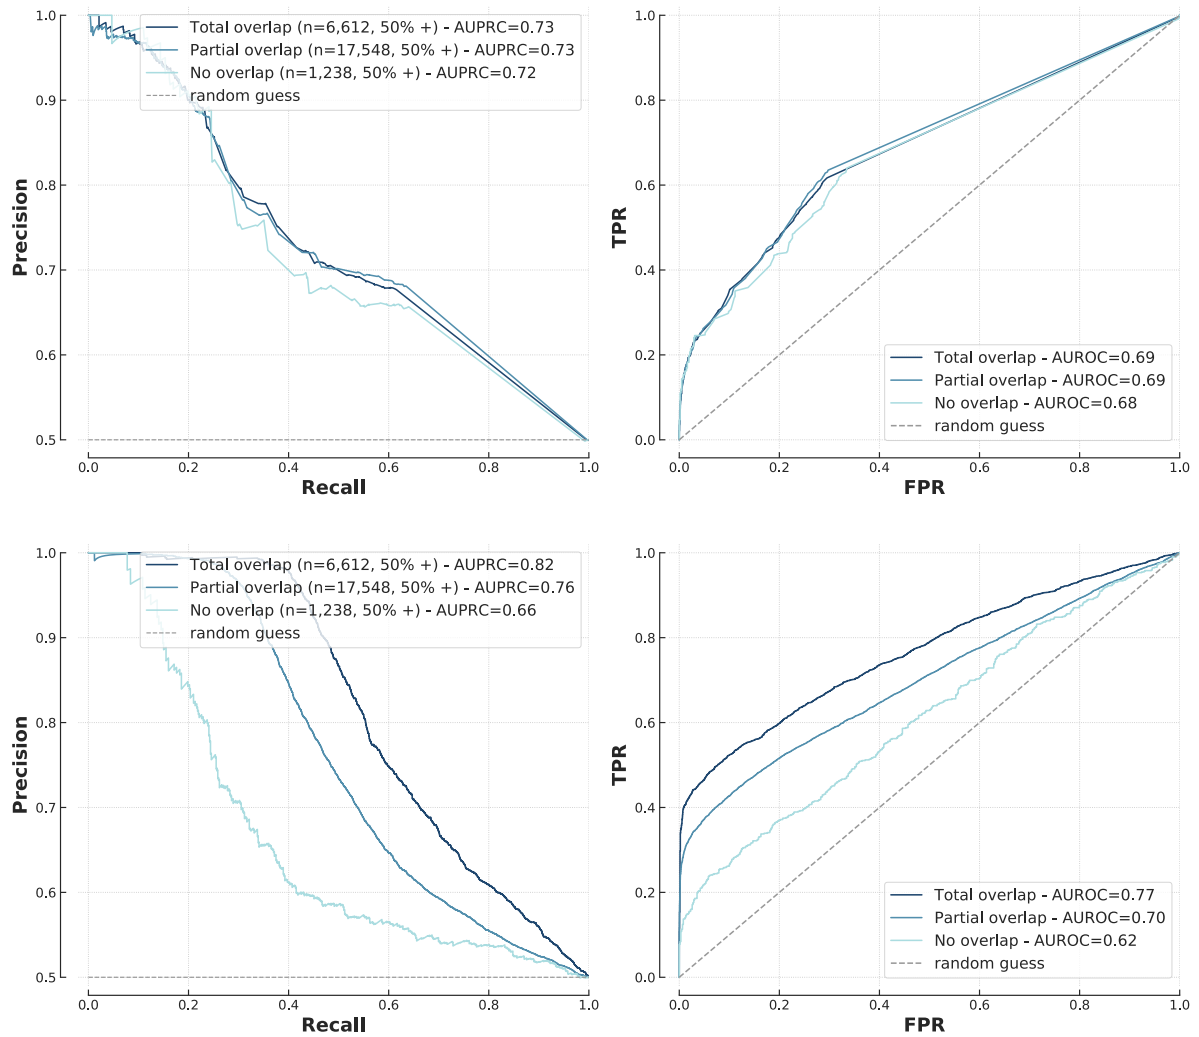 Total overlap (n=6,612, 50% +) - AUPRC=0.73
Partial overlap (n=17,548, 50% +) - AUPRC=0.73
No overlap (n=1,238, 50% +) - AUPRC=0.72
random guess
1.0
0.9
0.8
0.7
0.6
0.5
Precision
0.0 0.2 0.4 0.6 0.8 1.0
Recall
1.0
0.8
0.6
0.4
0.2
0.0
TPR
Total overlap - AUROC=0.69
Partial overlap - AUROC=0.69
No overlap - AUROC=0.68
random guess
0.0 0.2 0.4 0.6 0.8 1.0
FPR
Total overlap (n=6,612, 50% +) - AUPRC=0.82
Partial overlap (n=17,548, 50% +) - AUPRC=0.76
No overlap (n=1,238, 50% +) - AUPRC=0.66
random guess
1.0
0.9
0.8
0.7
0.6
0.5
Precision
0.0 0.2 0.4 0.6 0.8 1.0
Recall
1.0
0.8
0.6
0.4
0.2
0.0
TPR
Total overlap - AUROC=0.77
Partial overlap - AUROC=0.70
No overlap - AUROC=0.62
random guess
0.0 0.2 0.4 0.6 0.8 1.0
FPR